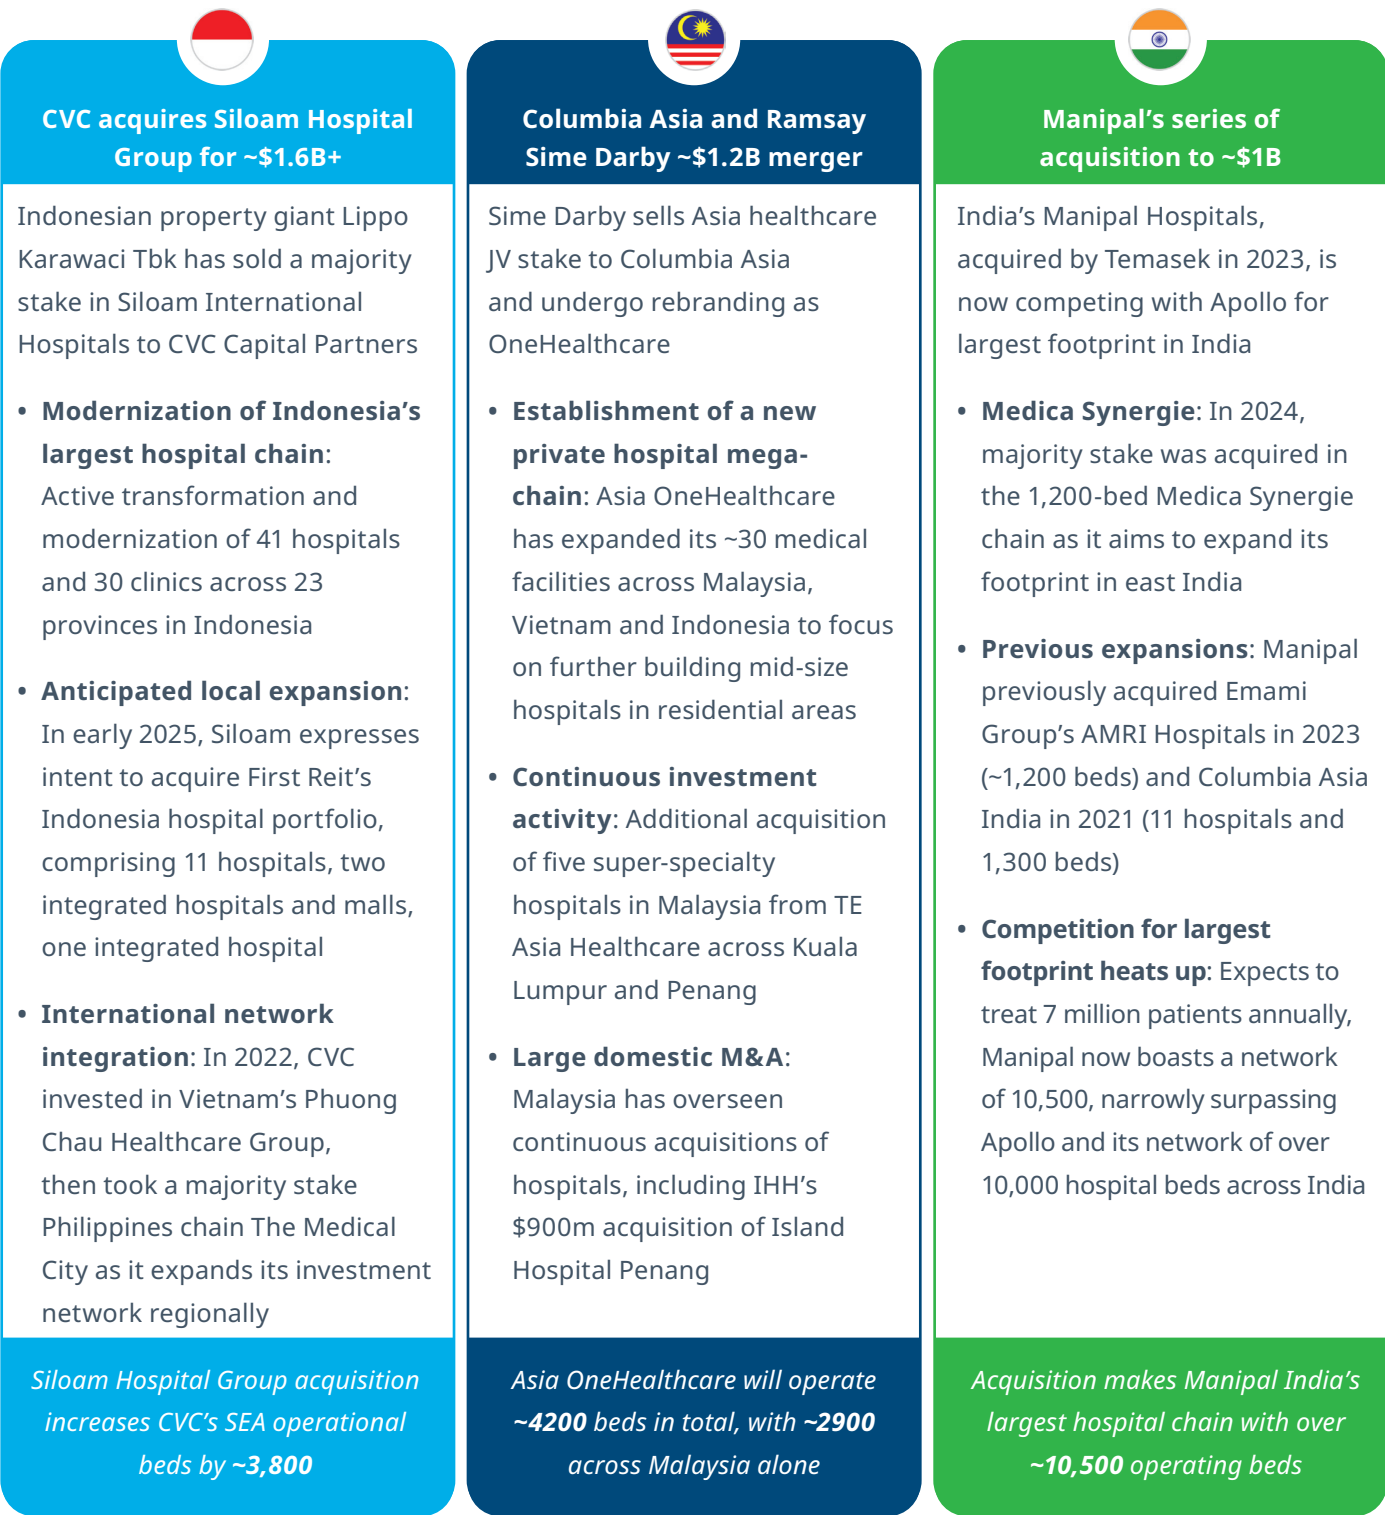 CVC acquires Siloam Hospital
Group for ~$1.6B+
Indonesian property giant Lippo
Karawaci Tbk has sold a majority
stake in Siloam International
Hospitals to CVC Capital Partners
• Modernization of Indonesia’s
largest hospital chain:
Active transformation and
modernization of 41 hospitals
and 30 clinics across 23
provinces in Indonesia
• Anticipated local expansion:
In early 2025, Siloam expresses
intent to acquire First Reit’s
Indonesia hospital portfolio,
comprising 11 hospitals, two
integrated hospitals and malls,
one integrated hospital
• International network
integration: In 2022, CVC
invested in Vietnam’s Phuong
Chau Healthcare Group,
then took a majority stake
Philippines chain The Medical
City as it expands its investment
network regionally
Siloam Hospital Group acquisition
increases CVC’s SEA operational
beds by ~3,800
Columbia Asia and Ramsay
Sime Darby ~$1.2B merger
Sime Darby sells Asia healthcare
JV stake to Columbia Asia
and undergo rebranding as
OneHealthcare
• Establishment of a new
private hospital mega-
chain: Asia OneHealthcare
has expanded its ~30 medical
facilities across Malaysia,
Vietnam and Indonesia to focus
on further building mid-size
hospitals in residential areas
• Continuous investment
activity: Additional acquisition
of five super-specialty
hospitals in Malaysia from TE
Asia Healthcare across Kuala
Lumpur and Penang
• Large domestic M&A:
Malaysia has overseen
continuous acquisitions of
hospitals, including IHH’s
$900m acquisition of Island
Hospital Penang
Asia OneHealthcare will operate
~4200 beds in total, with ~2900
across Malaysia alone
Manipal’s series of
acquisition to ~$1B
India’s Manipal Hospitals,
acquired by Temasek in 2023, is
now competing with Apollo for
largest footprint in India
• Medica Synergie: In 2024,
majority stake was acquired in
the 1,200-bed Medica Synergie
chain as it aims to expand its
footprint in east India
• Previous expansions: Manipal
previously acquired Emami
Group’s AMRI Hospitals in 2023
(~1,200 beds) and Columbia Asia
India in 2021 (11 hospitals and
1,300 beds)
• Competition for largest
footprint heats up: Expects to
treat 7 million patients annually,
Manipal now boasts a network
of 10,500, narrowly surpassing
Apollo and its network of over
10,000 hospital beds across India
Acquisition makes Manipal India’s
largest hospital chain with over
~10,500 operating beds